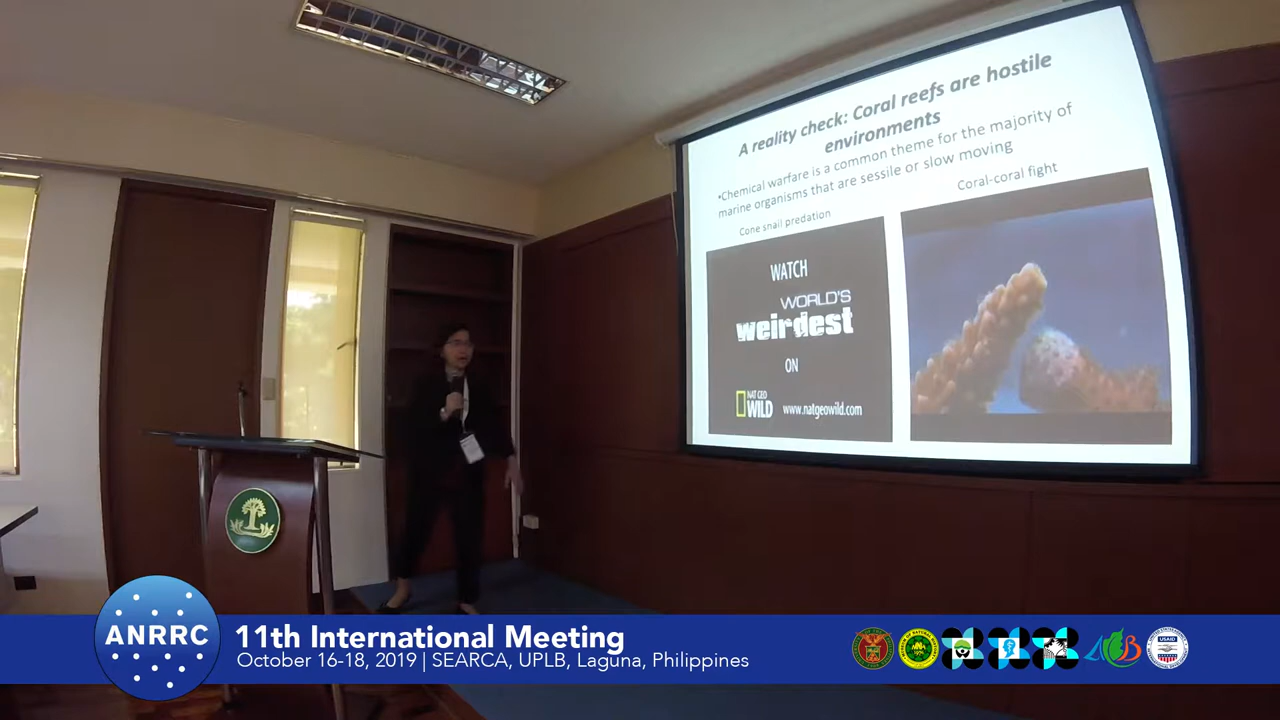 A reality check: Coral reefs are hostile
environments
•Chemical warfare is a common theme for the majority of
marine organisms that are sessile or slow moving
Cone snail predation
Coral-coral fight
WATCH
WORLD'S
weirdest
ON
NAT GEO
WILD
www.natgeowild.com
ANRRC
11th International Meeting
October 16-18, 2019 | SEARCA, UPLB, Laguna, Philippines
USAID